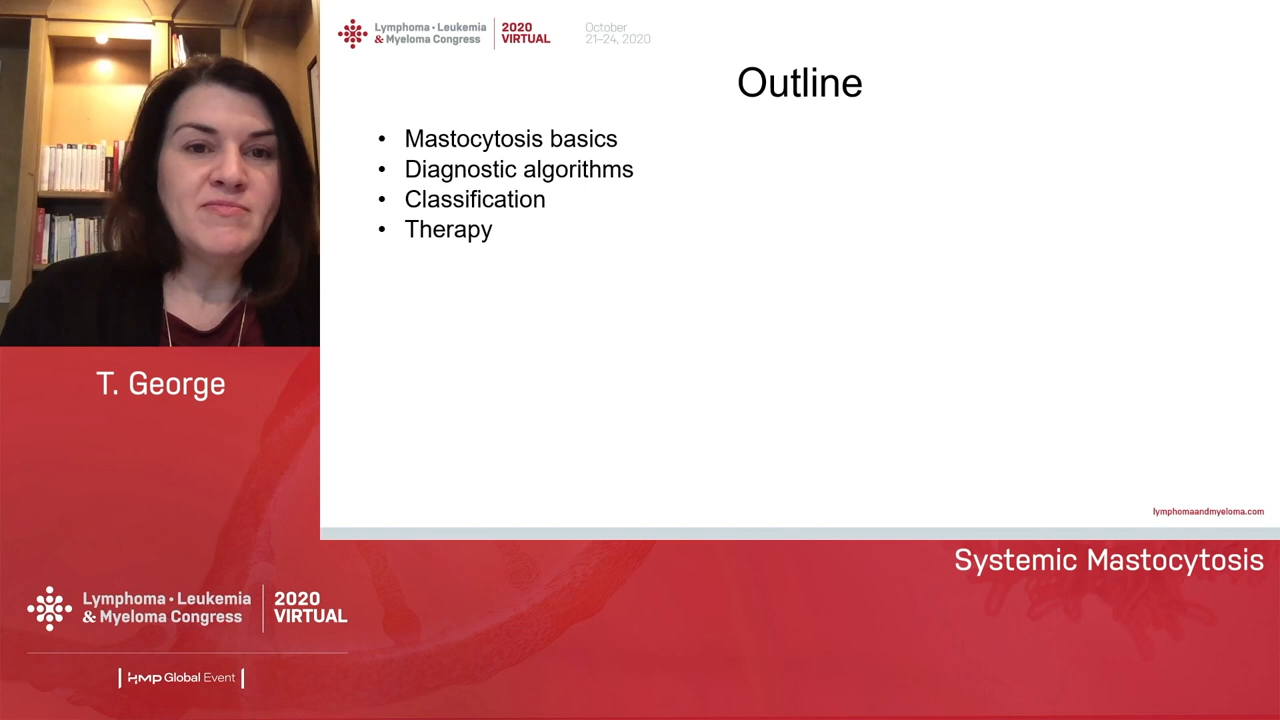 Lymphoma • Leukemia
& Myeloma Congress
2020
VIRTUAL
October
21–24, 2020
Outline
• Mastocytosis basics
• Diagnostic algorithms
• Classification
• Therapy
lymphomaandmyeloma.com
T. George
Systemic Mastocytosis
Lymphoma • Leukemia
& Myeloma Congress
2020
VIRTUAL
HMP Global Event